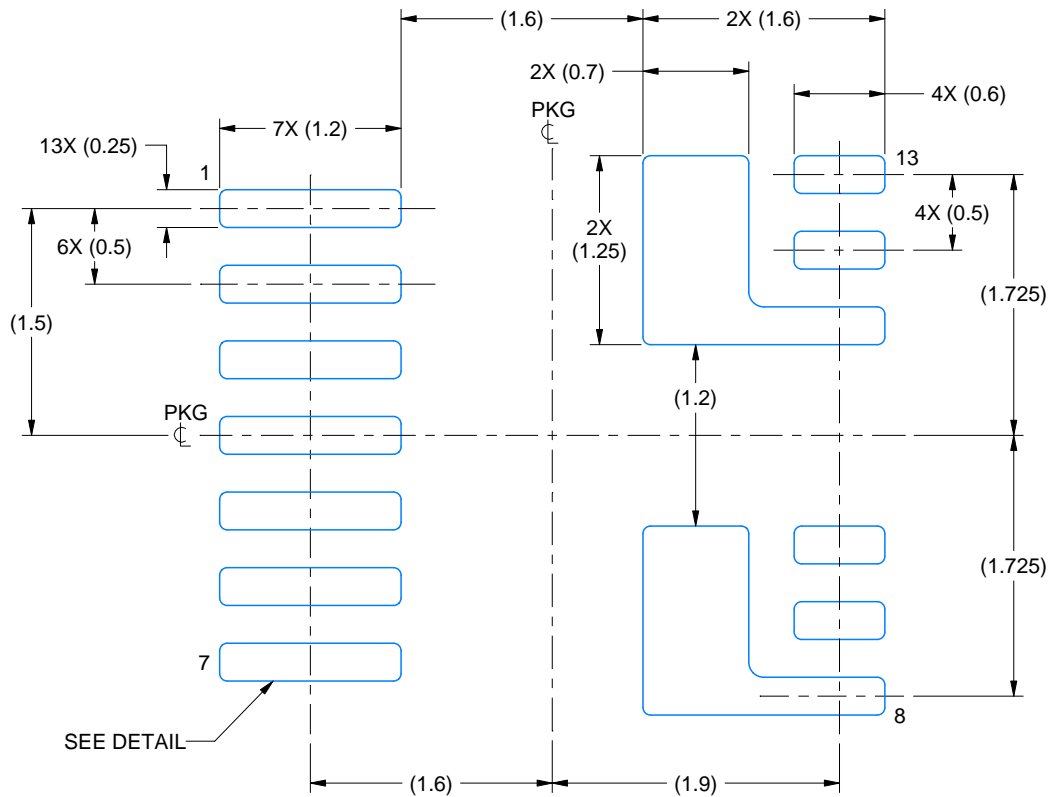 (1.6)
2X (1.6)
2X (0.7)
4X (0.6)
PKG
7X (1.2)
13X (0.25)
1
13
4X (0.5)
2X
(1.25)
6X (0.5)
(1.725)
(1.5)
(1.2)
PKG
(1.725)
7
8
SEE DETAIL
(1.6)
(1.9)